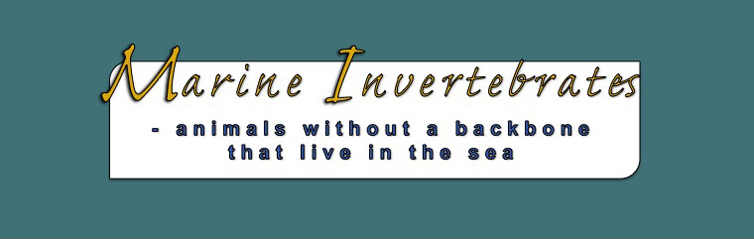 Marine Invertebrates
- animals without a backbone
that live in the sea